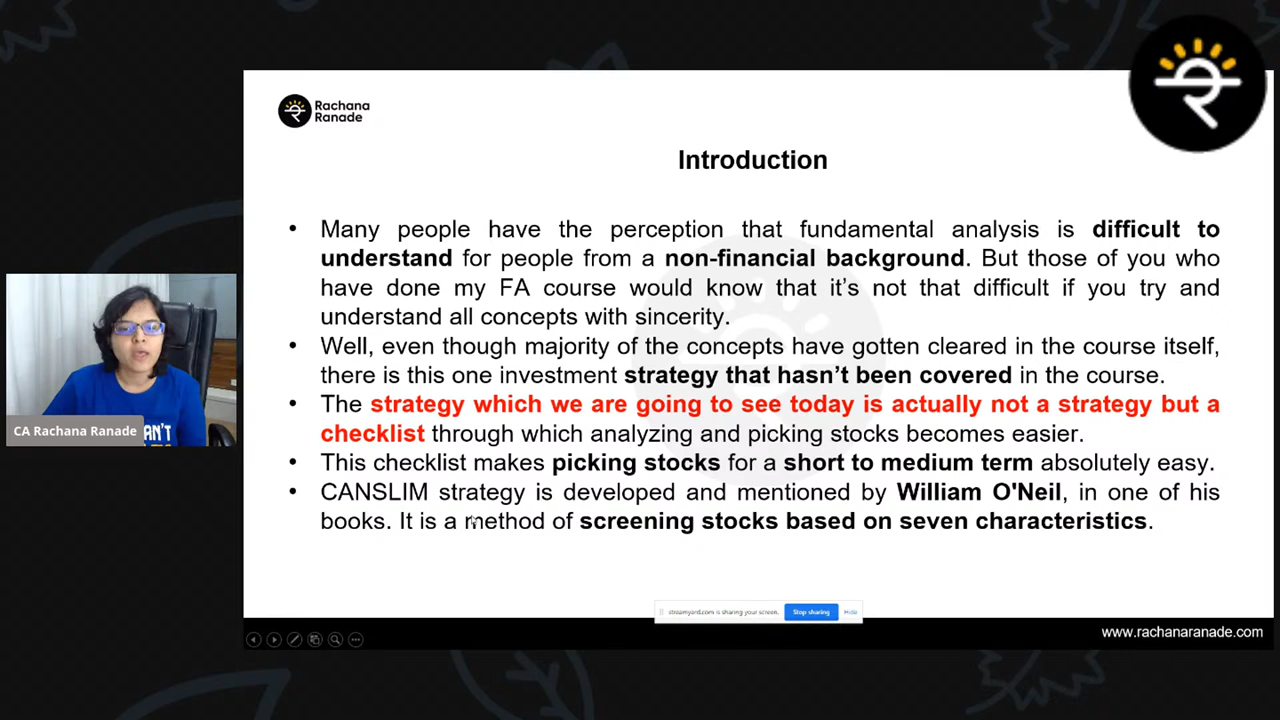 Rachana
Ranade
Introduction
• Many people have the perception that fundamental analysis is difficult to
understand for people from a non-financial background. But those of you who
have done my FA course would know that it's not that difficult if you try and
understand all concepts with sincerity.
• Well, even though majority of the concepts have gotten cleared in the course itself,
there is this one investment strategy that hasn't been covered in the course.
• The strategy which we are going to see today is actually not a strategy but a
checklist through which analyzing and picking stocks becomes easier.
• This checklist makes picking stocks for a short to medium term absolutely easy.
• CANSLIM strategy is developed and mentioned by William O'Neil, in one of his
books. It is a method of screening stocks based on seven characteristics.
CA Rachana Ranade
AN'T
streamyard.com is sharing your screen. Stop sharing Hide
www.rachanaranade.com